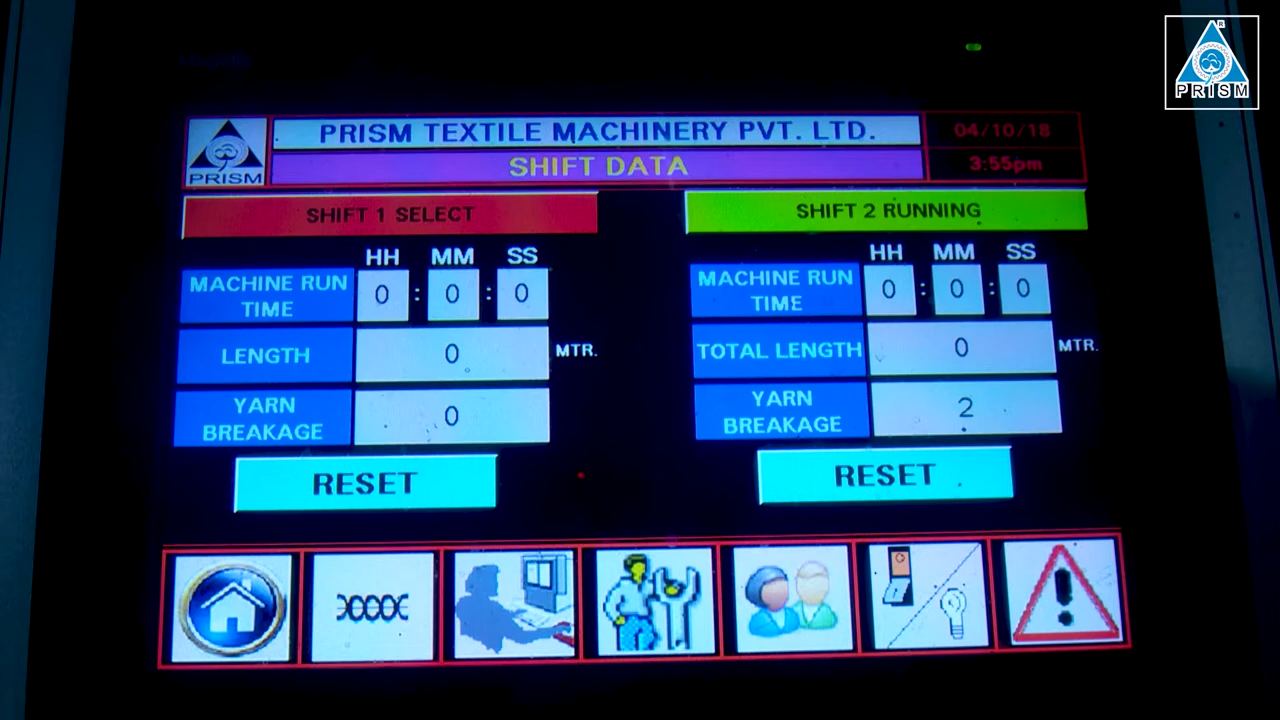 PRISM
PRISM TEXTILE MACHINERY PVT. LTD.
04/10/18
PRISM
SHIFT DATA
3:55pm
SHIFT 1 SELECT
SHIFT 2 RUNNING
HH MM SS
HH MM SS
MACHINE RUN
TIME
0 : 0 : 0
MACHINE RUN
TIME
0 : 0 : 0
LENGTH
0
MTR.
TOTAL LENGTH
0
MTR.
YARN
BREAKAGE
0
YARN
BREAKAGE
2
RESET
RESET